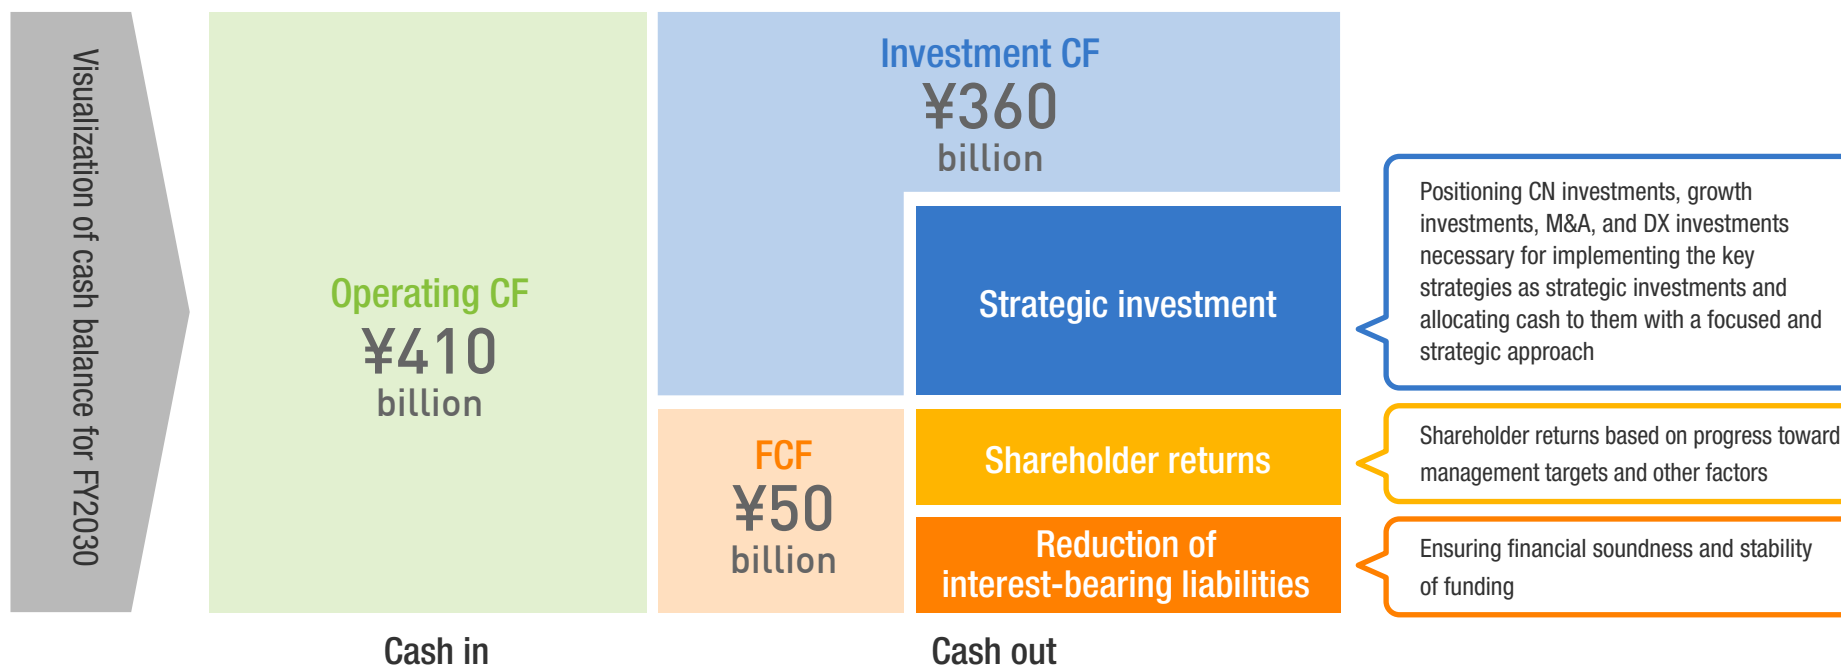 Visualization of cash balance for FY2030
Operating CF
¥410
billion
Investment CF
¥360
billion
Strategic investment
FCF
¥50
billion
Shareholder returns
Reduction of
interest-bearing liabilities
Positioning CN investments, growth
investments, M&A, and DX investments
necessary for implementing the key
strategies as strategic investments and
allocating cash to them with a focused and
strategic approach
Shareholder returns based on progress toward
management targets and other factors
Ensuring financial soundness and stability
of funding
Cash in
Cash out